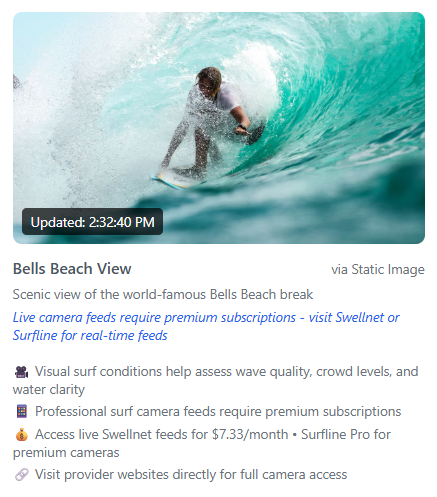 Updated: 2:32:40 PM
Bells Beach View
via Static Image
Scenic view of the world-famous Bells Beach break
Live camera feeds require premium subscriptions - visit Swellnet or
Surfline for real-time feeds
🎥 Visual surf conditions help assess wave quality, crowd levels, and
water clarity
📱 Professional surf camera feeds require premium subscriptions
💰 Access live Swellnet feeds for $7.33/month • Surfline Pro for
premium cameras
🔗 Visit provider websites directly for full camera access